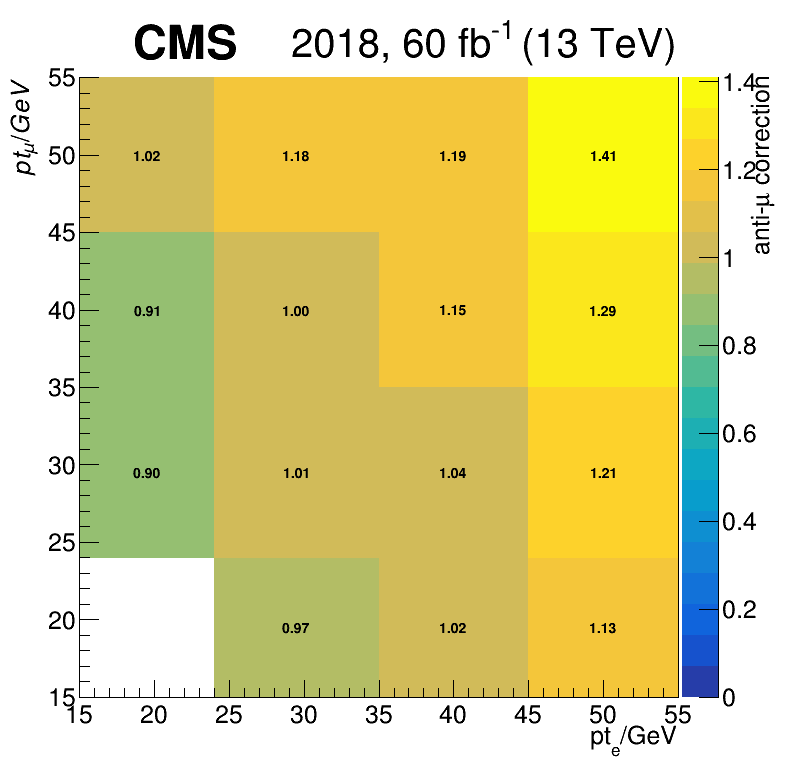 CMS 2018, 60 fb⁻¹ (13 TeV)
ptμ/GeV
55
50
45
40
35
30
25
20
15
1.02 1.18 1.19 1.41
0.91 1.00 1.15 1.29
0.90 1.01 1.04 1.21
0.97 1.02 1.13
15 20 25 30 35 40 45 50 55
pte/GeV
1.4
1.2
1
0.8
0.6
0.4
0.2
0
anti-μ correction